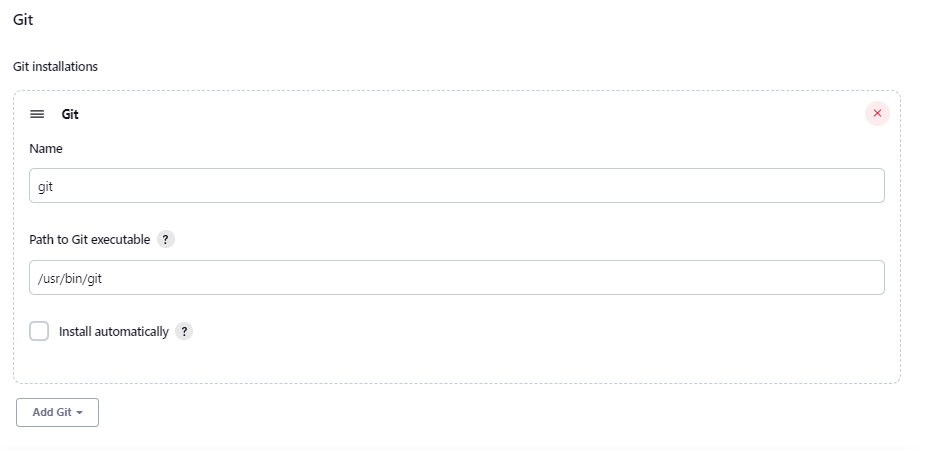 Git
Git installations
Git
Name
git
Path to Git executable ?
/usr/bin/git
Install automatically ?
Add Git